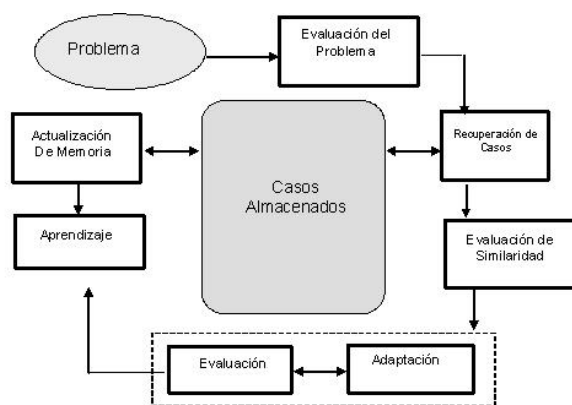 Problema
Evaluación del
Problema
Actualización
De Memoria
Casos
Almacenados
Recuperación de
Casos
Aprendizaje
Evaluación de
Similaridad
Evaluación
Adaptación